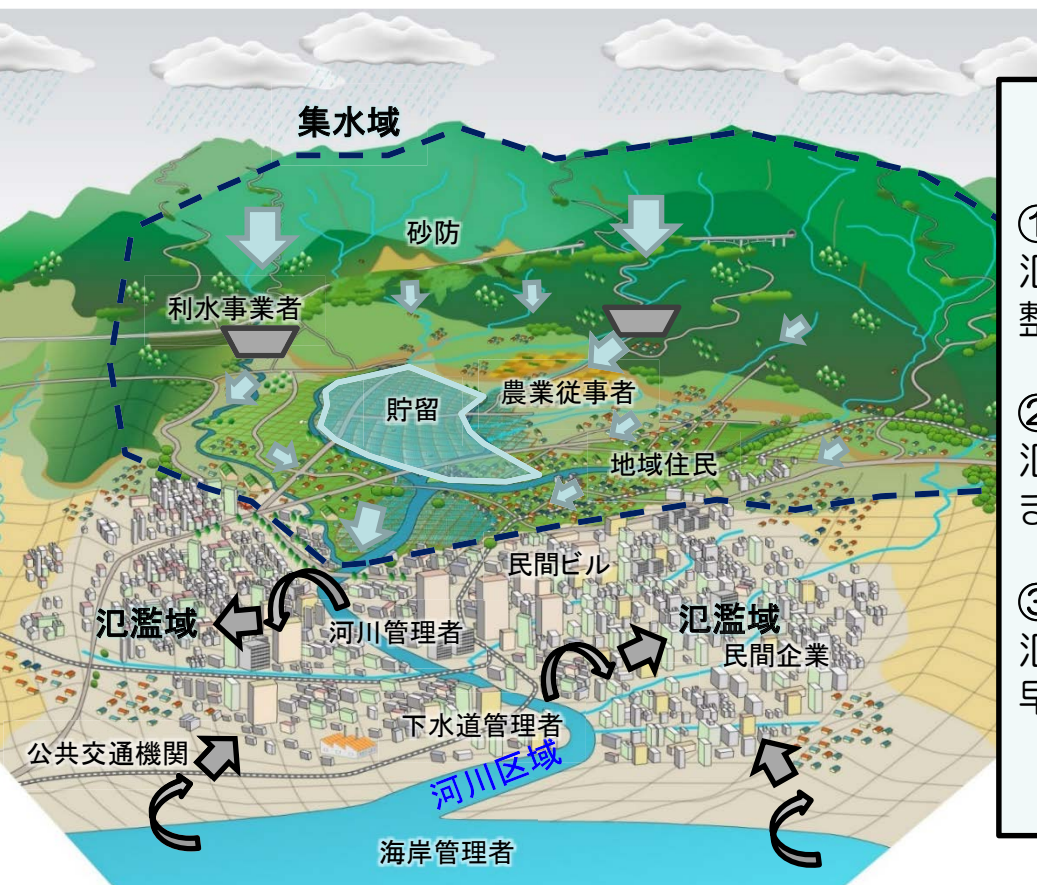 集水域
砂防
利水事業者
貯留
農業従事者
地域住民
民間ビル
氾濫域
河川管理者
氾濫域
民間企業
下水道管理者
公共交通機関
河川区域
海岸管理者
①
氾
整
②
氾
ま
③
氾
早